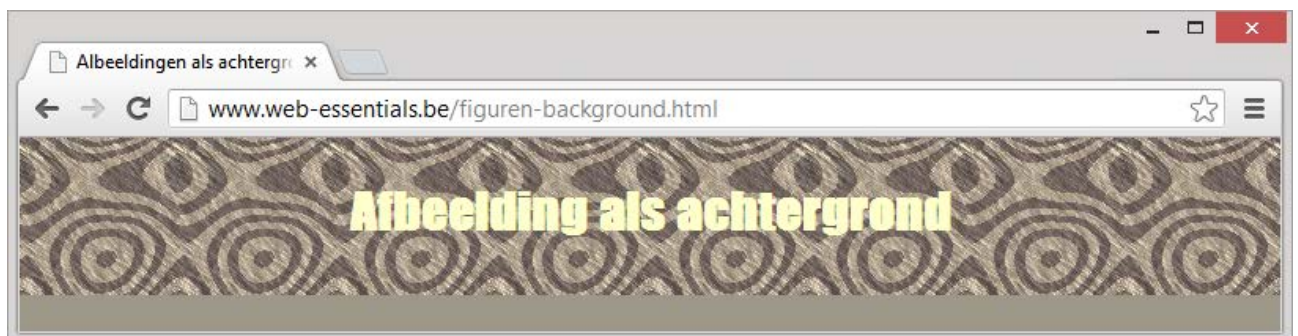 Albeeldingen als achtergr
www.web-essentials.be/figuren-background.html
Afbeelding als achtergrond